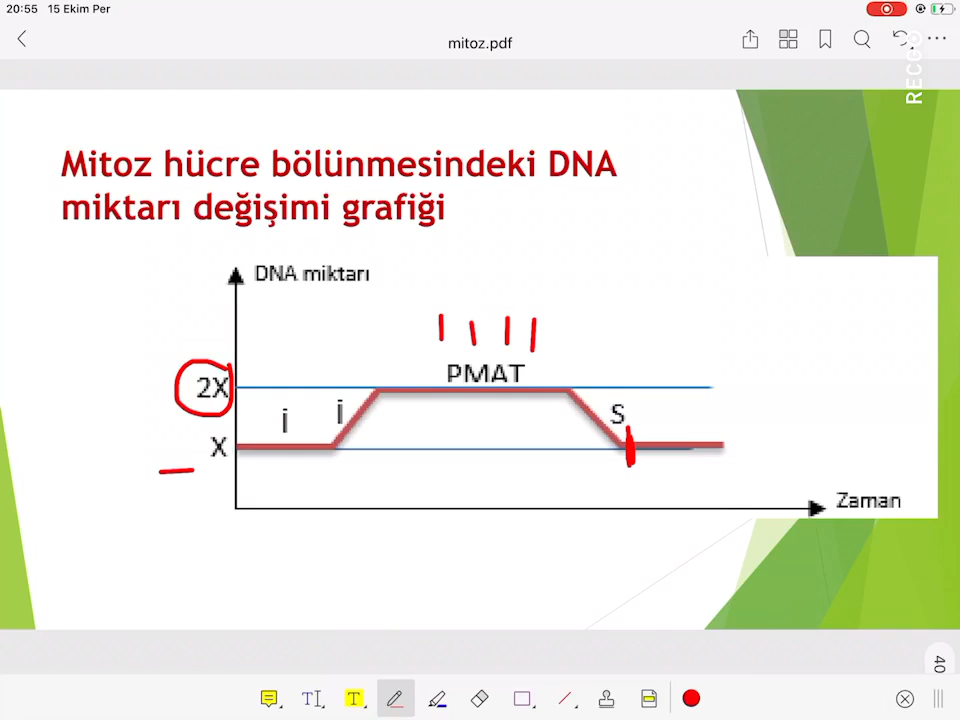 20:55 15 Ekim Per
mitoz.pdf
RECCO
Mitoz hücre bölünmesindeki DNA
miktarı değişimi grafiği
DNA miktarı
PMAT
2X
İ
İ
S
X
Zaman
40
T
T